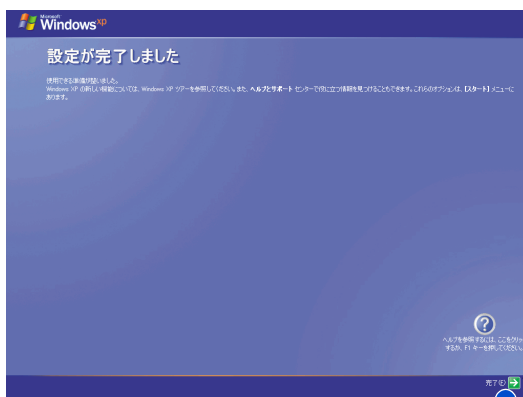 Microsoft
Windows xp
設定が完了しました
使用できる準備が整いました。
Windows XP の新しい機能については、Windows XP ツアーを参照してください。また、ヘルプとサポート センターで役に立つ情報を見つけることもできます。これらのオプションは、[スタート] メニューに
あります。
?
ヘルプを参照するには、ここをクリッ
するか、F1 キーを押してください。
完了(F)